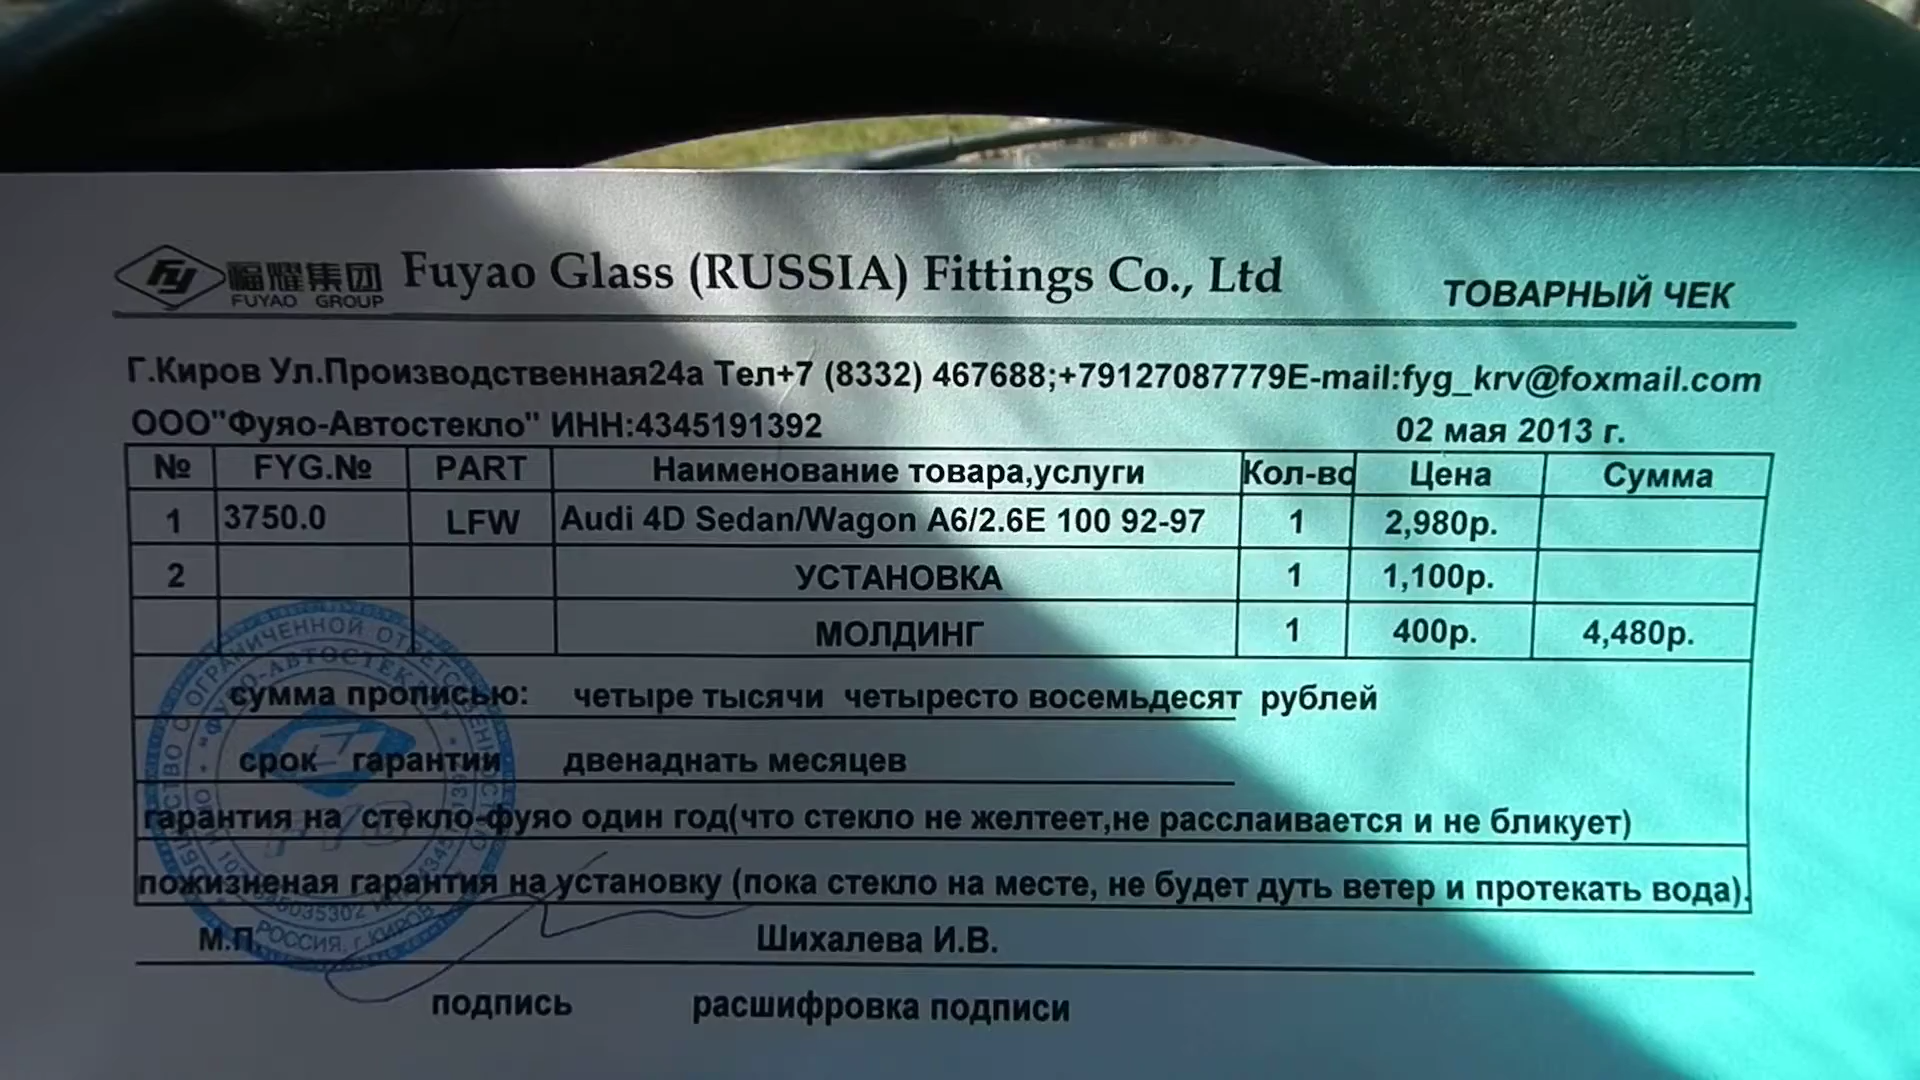 Fy 福耀集团 FUYAO GROUP Fuyao Glass (RUSSIA) Fittings Co., Ltd ТОВАРНЫЙ ЧЕК
Г.Киров Ул.Производственная24а Тел+7 (8332) 467688;+79127087779E-mail:fyg_krv@foxmail.com
ООО"Фуяо-Автостекло" ИНН:4345191392 02 мая 2013 г.
№ FYG.№ PART Наименование товара,услуги Кол-вс Цена Сумма
1 3750.0 LFW Audi 4D Sedan/Wagon A6/2.6E 100 92-97 1 2,980р.
2 УСТАНОВКА 1 1,100р.
МОЛДИНГ 1 400р. 4,480р.
сумма прописью: четыре тысячи четыресто восемьдесят рублей
срок гарантии двенаднать месяцев
гарантия на стекло-фуяо один год(что стекло не желтеет,не расслаивается и не бликует)
пожизненая гарантия на установку (пока стекло на месте, не будет дуть ветер и протекать вода).
М.П. Шихалева И.В.
подпись расшифровка подписи
ОГРАНИЧЕННОЙ
РОССИЯ, г.КИРОВ